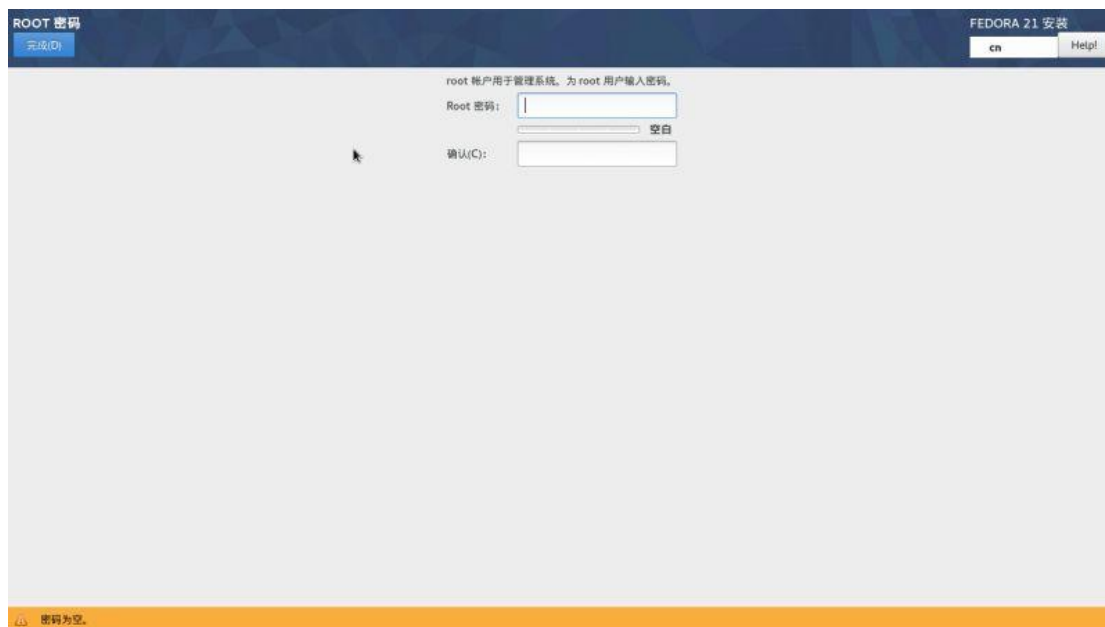 ROOT 密码
FEDORA 21 安装
完成(D)
cn
Help!
root 帐户用于管理系统。为 root 用户输入密码。
Root 密码:
空白
确认(C):
密码为空。